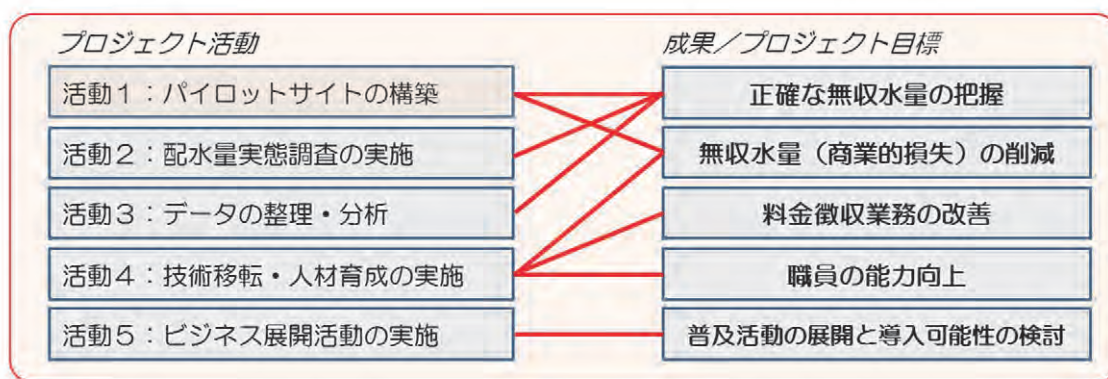 プロジェクト活動
活動1：パイロットサイトの構築
活動2：配水量実態調査の実施
活動3：データの整理・分析
活動4：技術移転・人材育成の実施
活動5：ビジネス展開活動の実施
成果／プロジェクト目標
正確な無収水量の把握
無収水量（商業的損失）の削減
料金徴収業務の改善
職員の能力向上
普及活動の展開と導入可能性の検討